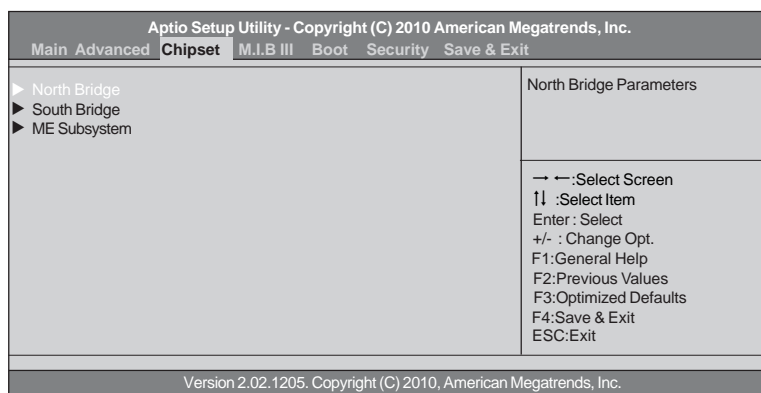 Aptio Setup Utility - Copyright (C) 2010 American Megatrends, Inc.
Main Advanced Chipset M.I.B III Boot Security Save & Exit
▶ North Bridge
▶ South Bridge
▶ ME Subsystem
North Bridge Parameters
→ ←:Select Screen
↑↓ :Select Item
Enter : Select
+/- : Change Opt.
F1:General Help
F2:Previous Values
F3:Optimized Defaults
F4:Save & Exit
ESC:Exit
Version 2.02.1205. Copyright (C) 2010, American Megatrends, Inc.